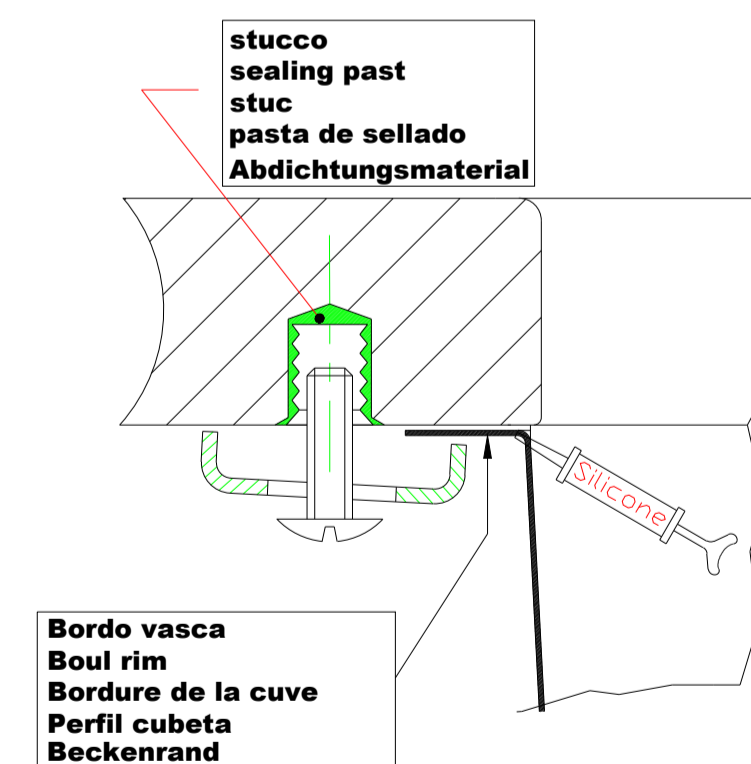 stucco
sealing past
stuc
pasta de sellado
Abdichtungsmaterial
Silicone
Bordo vasca
Boul rim
Bordure de la cuve
Perfil cubeta
Beckenrand